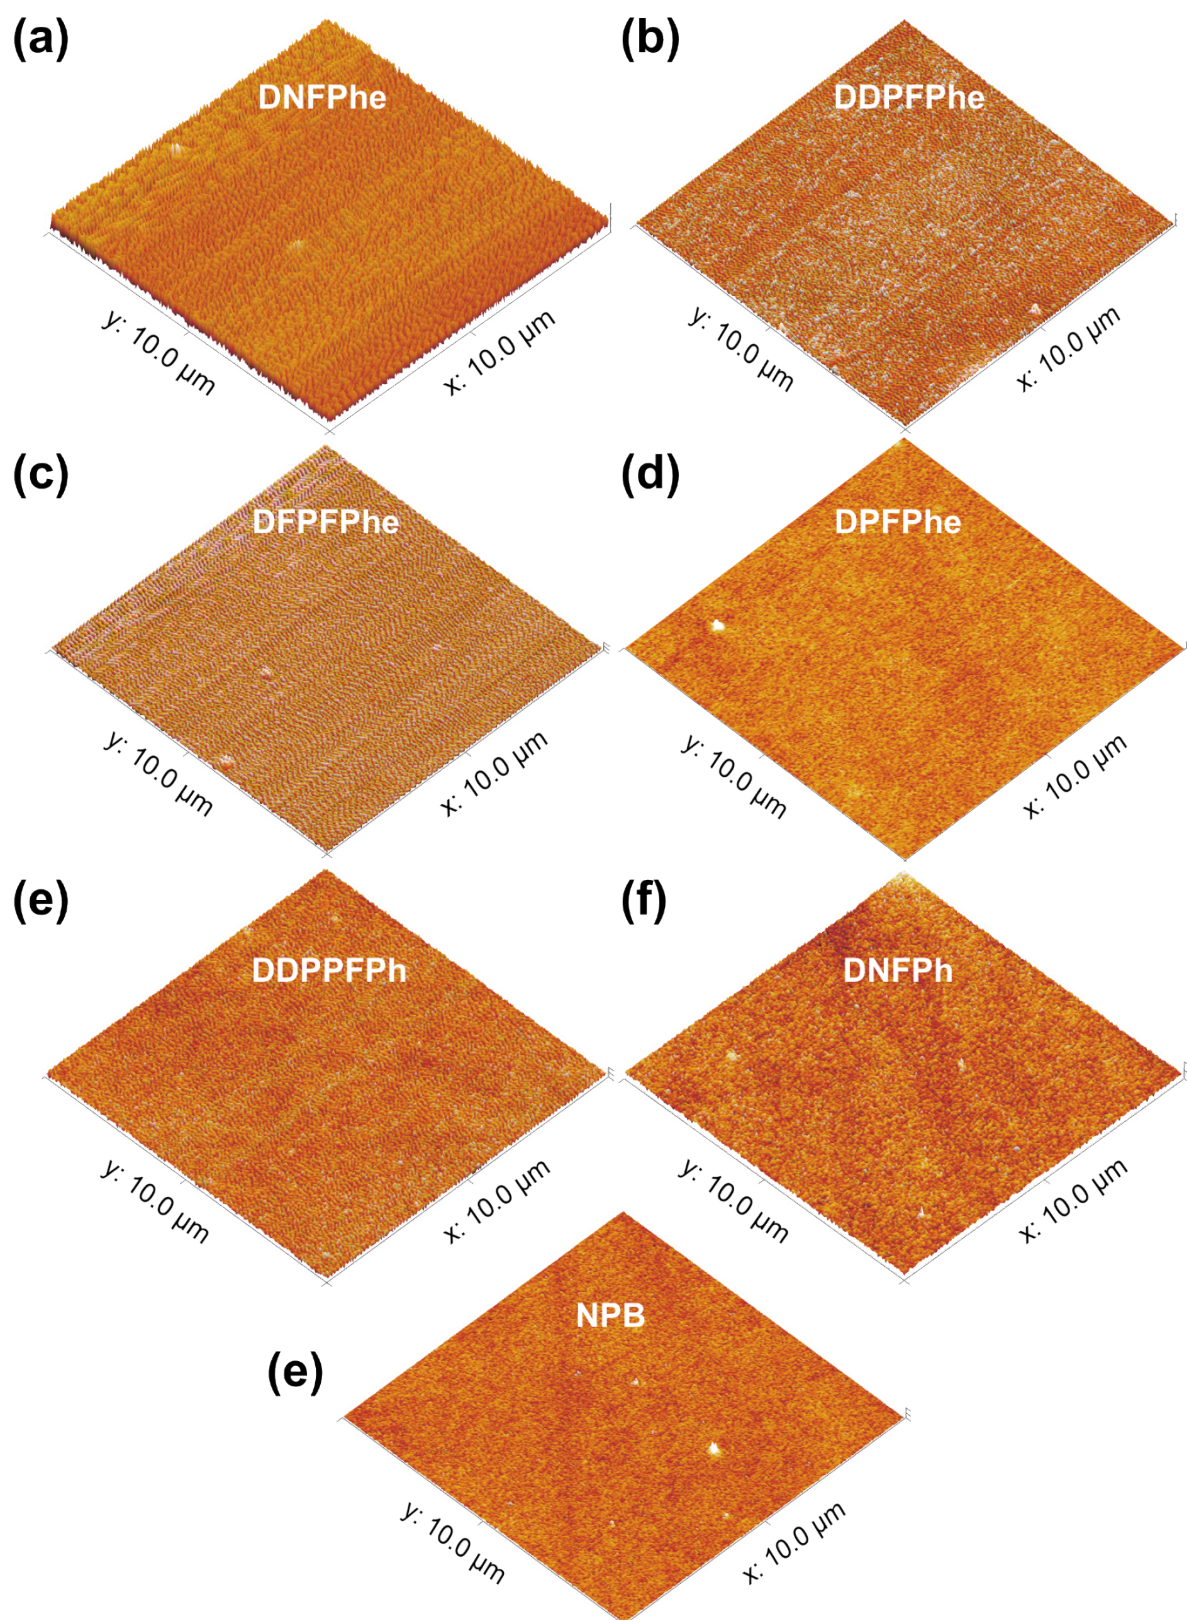 (a)
DNFPhe
y: 10.0 µm
x: 10.0 µm
(b)
DDPFPhe
y: 10.0 µm
x: 10.0 µm
(c)
DFPFPhe
y: 10.0 µm
x: 10.0 µm
(d)
DPFPhe
y: 10.0 µm
x: 10.0 µm
(e)
DDPPFPh
y: 10.0 µm
x: 10.0 µm
(f)
DNFPh
y: 10.0 µm
x: 10.0 µm
(e)
NPB
y: 10.0 µm
x: 10.0 µm